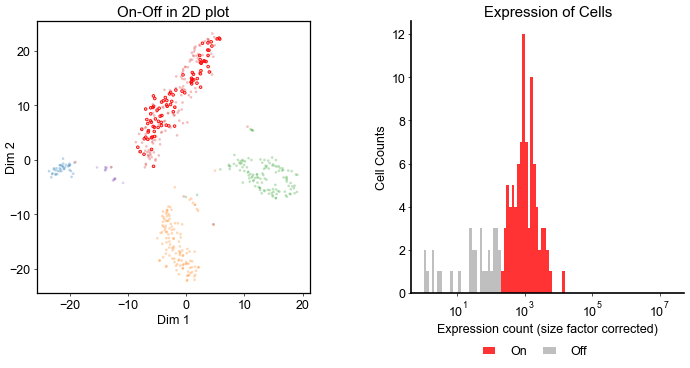 On-Off in 2D plot
Expression of Cells
Dim 2
20
10
0
−10
−20
−20
−10
0
10
20
Dim 1
Cell Counts
12
10
8
6
4
2
0
10^1
10^3
10^5
10^7
Expression count (size factor corrected)
On
Off